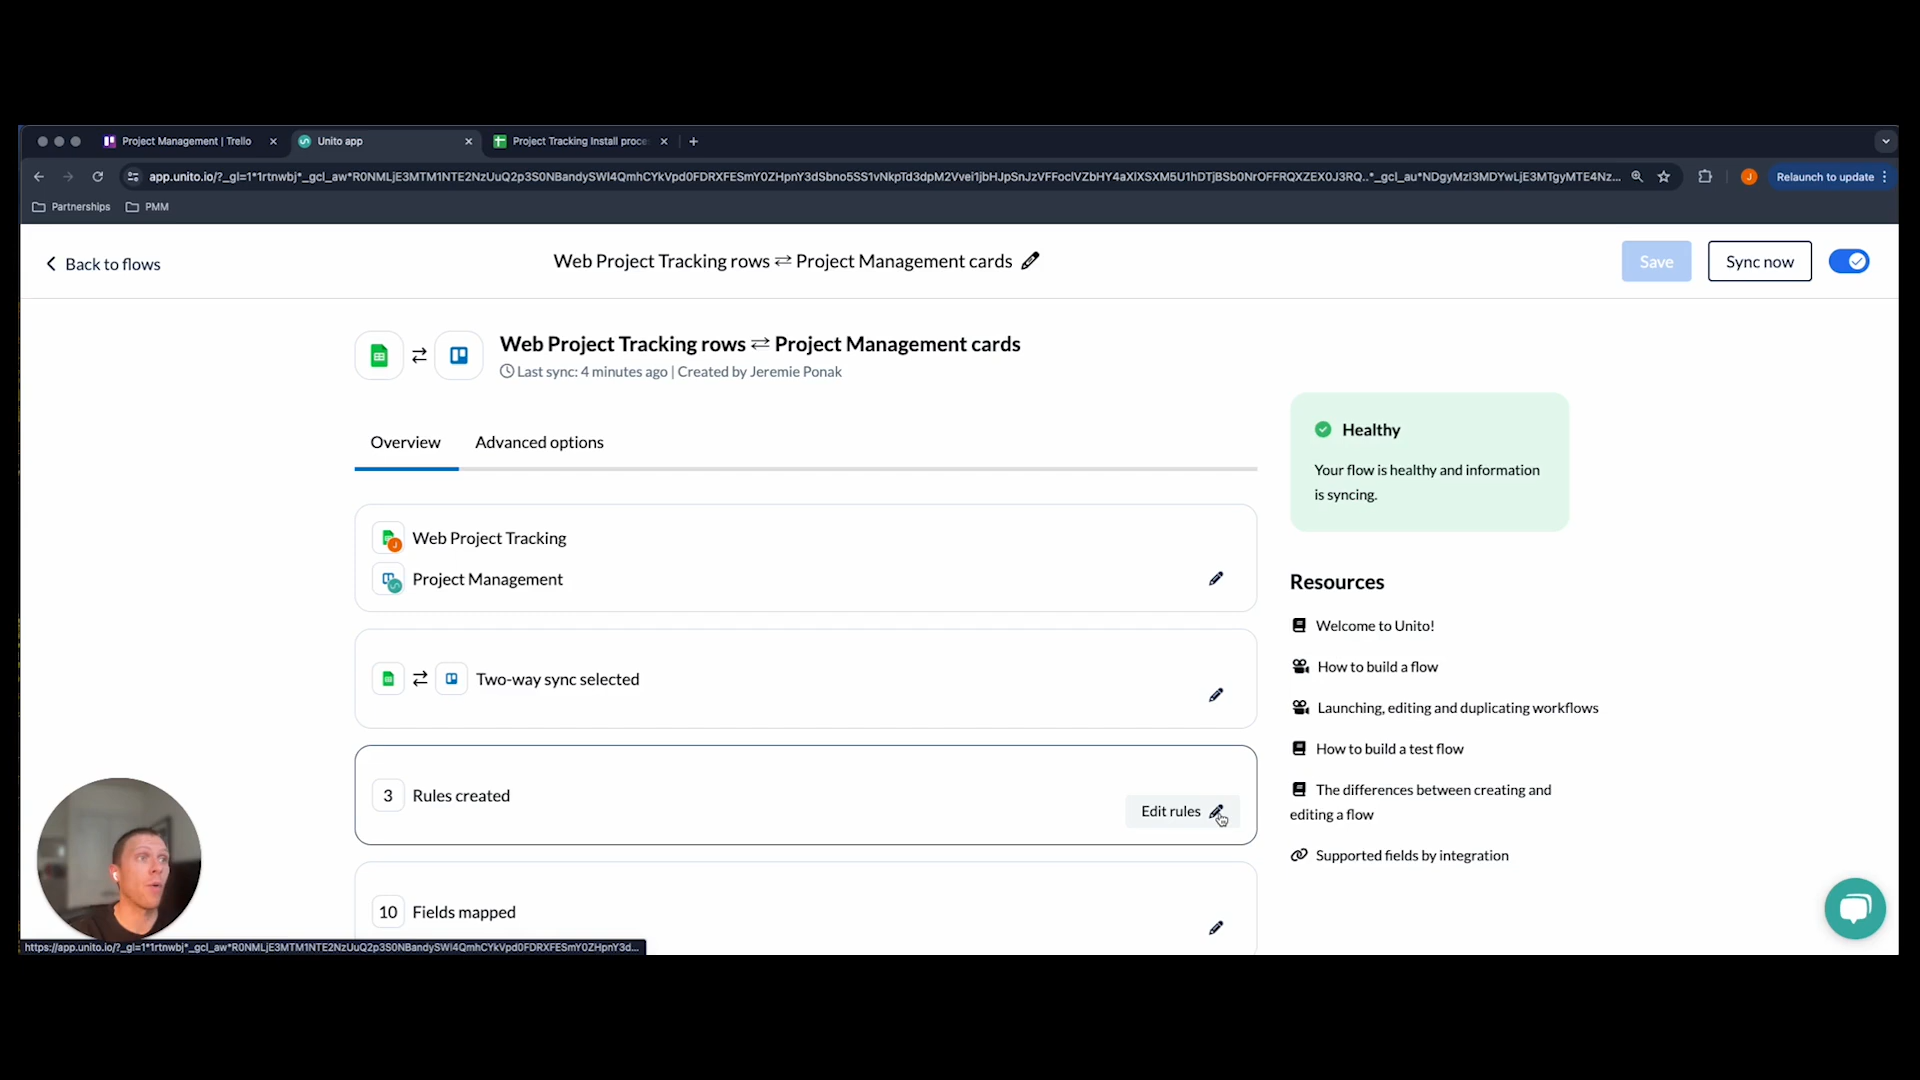 Project Management | Trello
Unito app
Project Tracking Install proce
Relaunch to update
Partnerships
PMM
Back to flows
Web Project Tracking rows ⇄ Project Management cards
Save
Sync now
Web Project Tracking rows ⇄ Project Management cards
Last sync: 4 minutes ago | Created by Jeremie Ponak
Overview
Advanced options
Healthy
Your flow is healthy and information
is syncing.
Web Project Tracking
Project Management
Two-way sync selected
3 Rules created
Edit rules
10 Fields mapped
Resources
Welcome to Unito!
How to build a flow
Launching, editing and duplicating workflows
How to build a test flow
The differences between creating and
editing a flow
Supported fields by integration